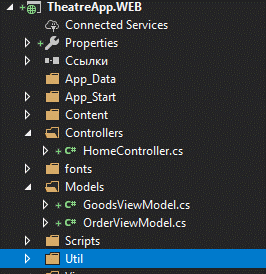 TheatreApp.WEB
Connected Services
Properties
Ссылки
App_Data
App_Start
Content
Controllers
C# HomeController.cs
fonts
Models
C# GoodsViewModel.cs
C# OrderViewModel.cs
Scripts
Util